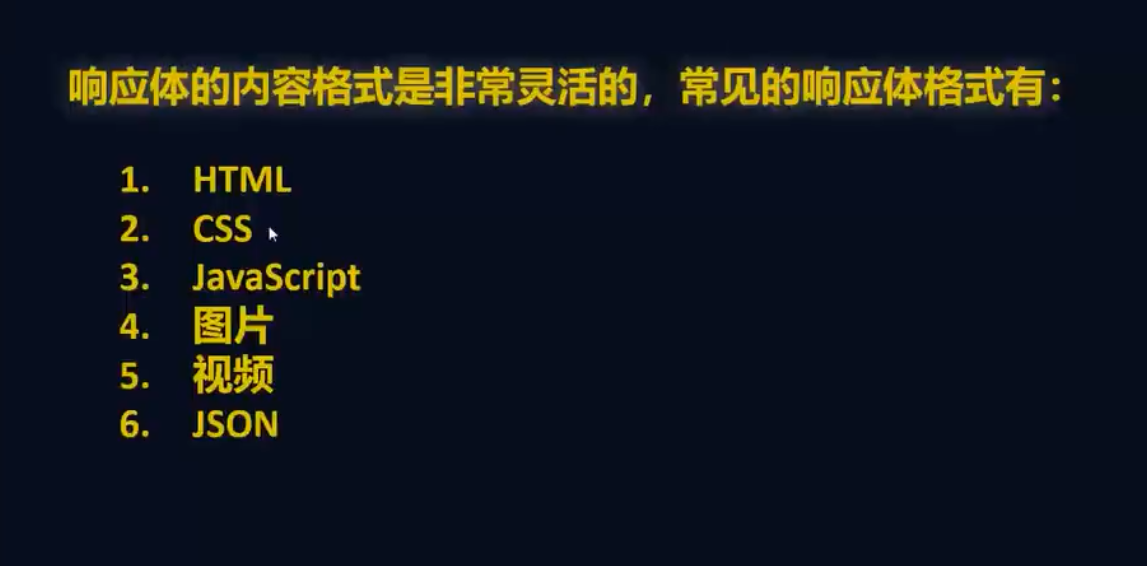 响应体的内容格式是非常灵活的，常见的响应体格式有：
1. HTML
2. CSS
3. JavaScript
4. 图片
5. 视频
6. JSON